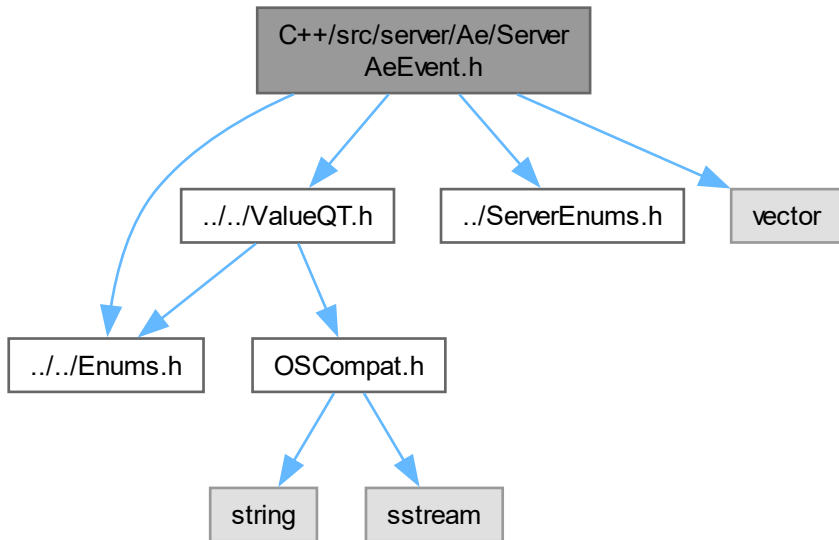 C++/src/server/Ae/Server
AeEvent.h
../../ValueQT.h
../ServerEnums.h
vector
../../Enums.h
OSCompat.h
string
sstream